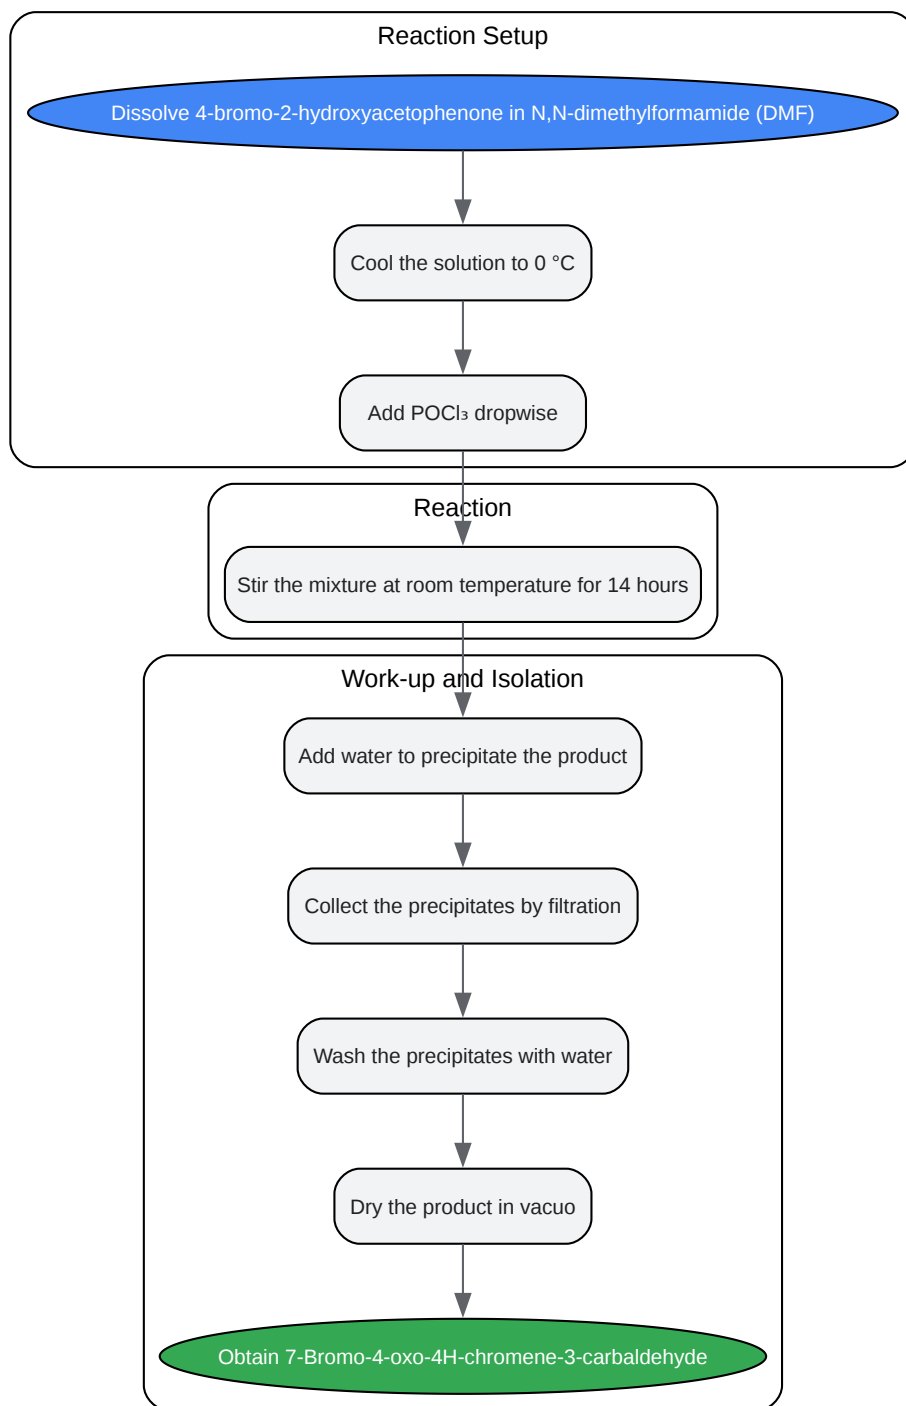 Reaction Setup
Dissolve 4-bromo-2-hydroxyacetophenone in N,N-dimethylformamide (DMF)
Cool the solution to 0 °C
Add POCl₃ dropwise
Reaction
Stir the mixture at room temperature for 14 hours
Work-up and Isolation
Add water to precipitate the product
Collect the precipitates by filtration
Wash the precipitates with water
Dry the product in vacuo
Obtain 7-Bromo-4-oxo-4H-chromene-3-carbaldehyde